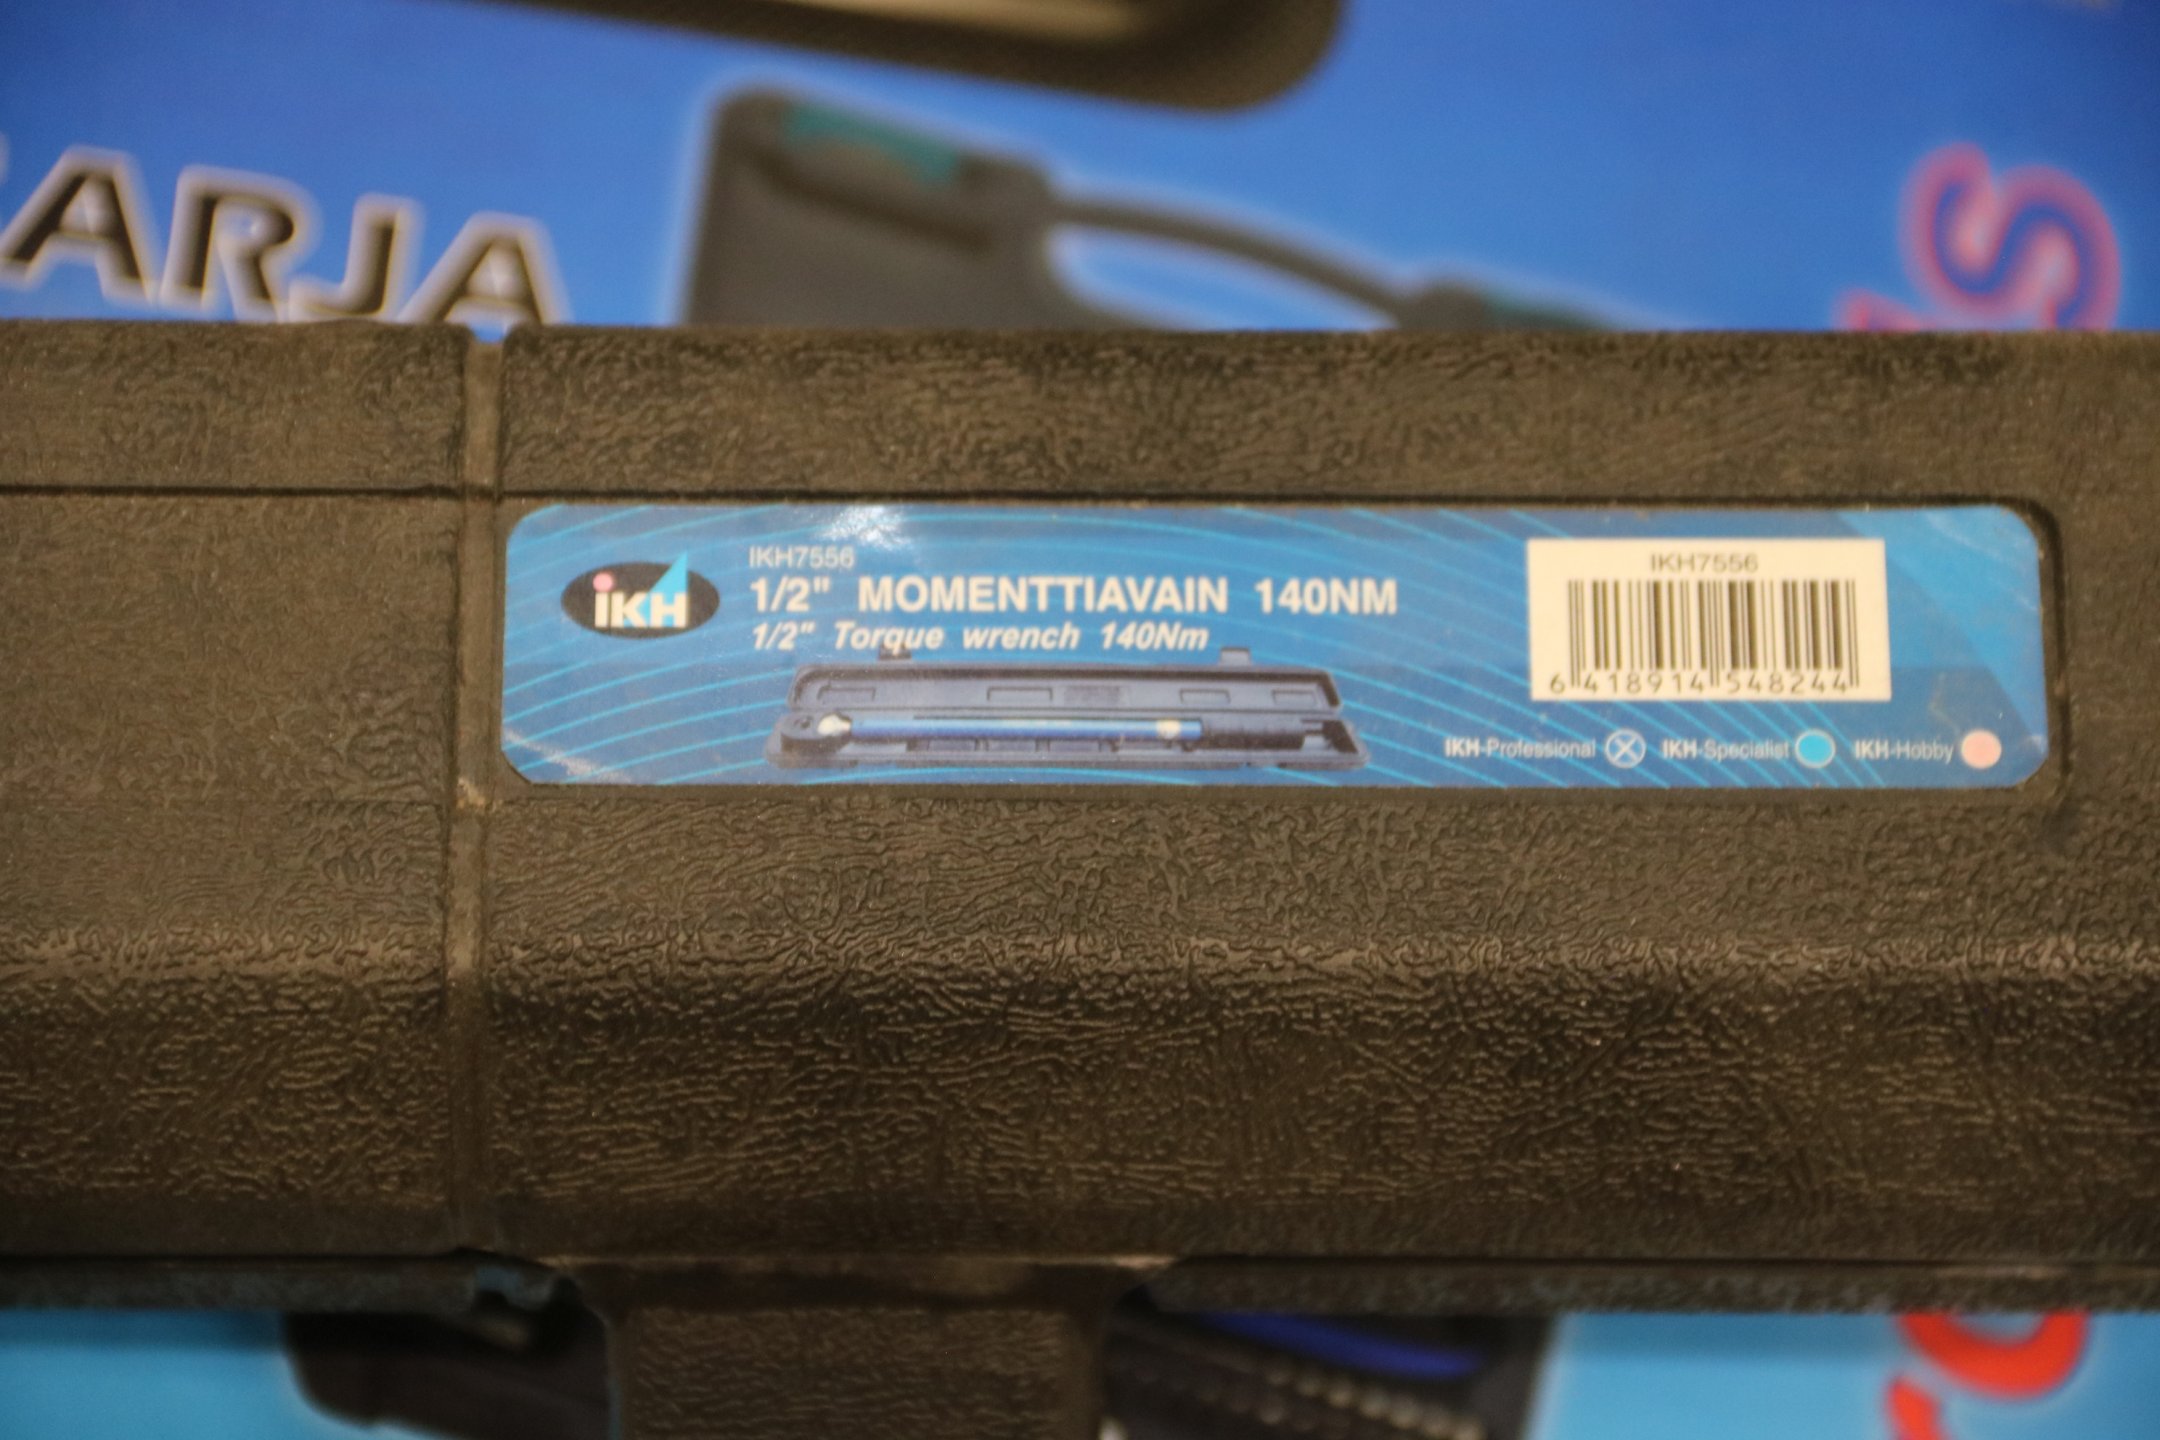 ARJA
S
IKH
IKH7556
1/2" MOMENTTIAVAIN 140NM
1/2" Torque wrench 140Nm
IKH7556
6 418914 548244
IKH-Professional IKH-Specialist IKH-Hobby